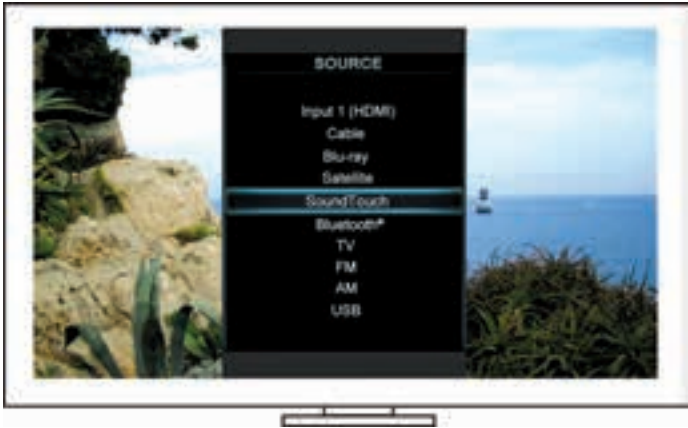 SOURCE
Input 1 (HDMI)
Cable
Blu-ray
Satellite
SoundTouch
Bluetooth®
TV
FM
AM
USB